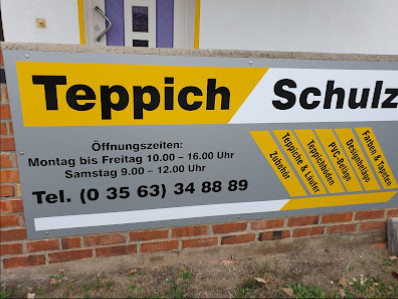 Teppich Schulz
Öffnungszeiten:
Montag bis Freitag 10.00 – 16.00 Uhr
Samstag 9.00 – 12.00 Uhr
Tel. (0 35 63) 34 88 89
Zubehör
Teppiche & Läufer
Teppichböden
PVC-Beläge
Designbeläge
Farben & Tapeten